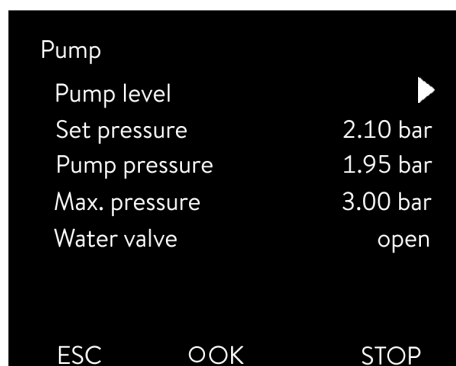 Pump
Pump level
Set pressure 2.10 bar
Pump pressure 1.95 bar
Max. pressure 3.00 bar
Water valve open
ESC OOK STOP